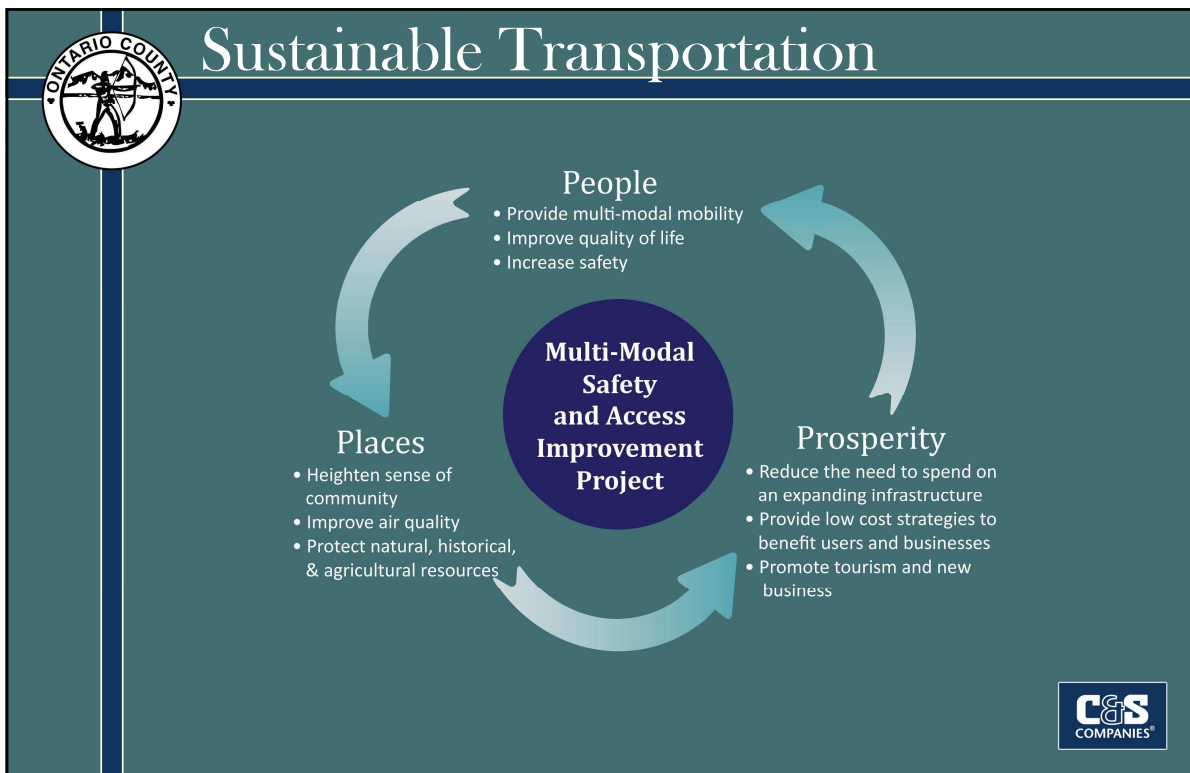 ONTARIO COUNTY
Sustainable Transportation
People
• Provide multi-modal mobility
• Improve quality of life
• Increase safety
Multi-Modal
Safety
and Access
Improvement
Project
Places
• Heighten sense of
community
• Improve air quality
• Protect natural, historical,
& agricultural resources
Prosperity
• Reduce the need to spend on
an expanding infrastructure
• Provide low cost strategies to
benefit users and businesses
• Promote tourism and new
business
C&S
COMPANIES®